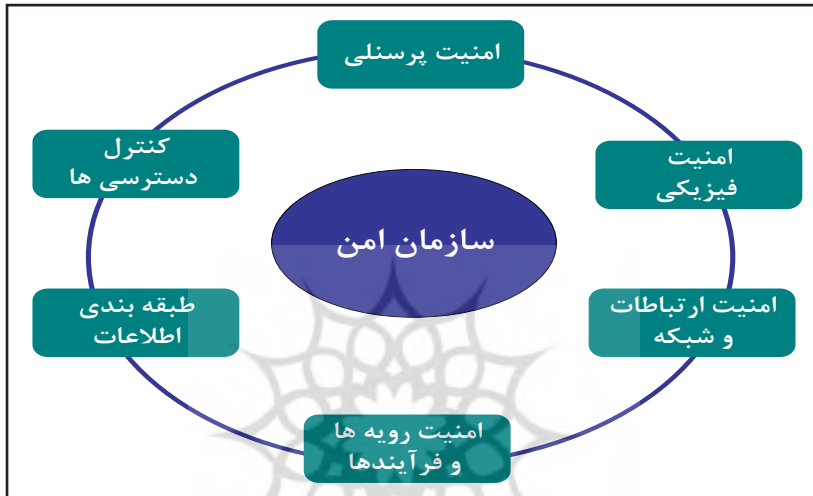 امنیت پرسنلی
امنیت
فیزیکی
کنترل
دسترسی ها
سازمان امن
امنیت ارتباطات
و شبکه
طبقه بندی
اطلاعات
امنیت رویه ها
و فرآیندها